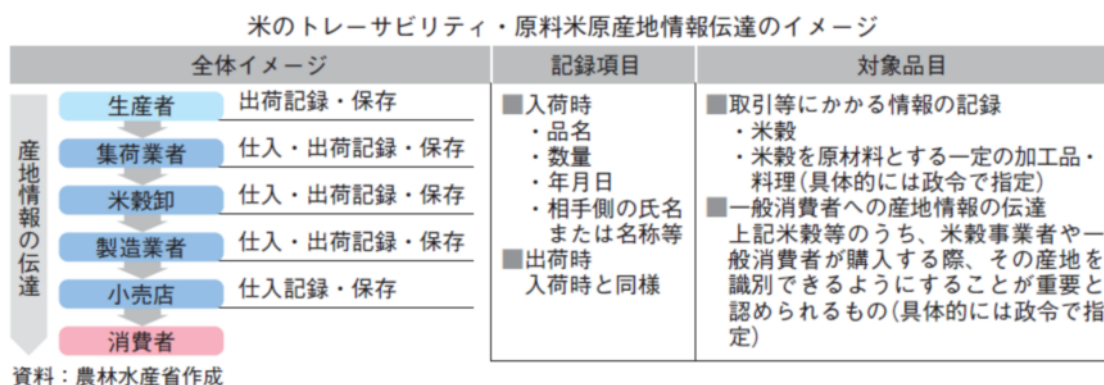 米のトレーサビリティ・原料米原産地情報伝達のイメージ
全体イメージ
記録項目
対象品目
産地情報の伝達
生産者
出荷記録・保存
集荷業者
仕入・出荷記録・保存
米穀卸
仕入・出荷記録・保存
製造業者
仕入・出荷記録・保存
小売店
仕入記録・保存
消費者
■入荷時
・品名
・数量
・年月日
・相手側の氏名
または名称等
■出荷時
入荷時と同様
■取引等にかかる情報の記録
・米穀
・米穀を原材料とする一定の加工品・
料理(具体的には政令で指定)
■一般消費者への産地情報の伝達
上記米穀等のうち、米穀事業者や一
般消費者が購入する際、その産地を
識別できるようにすることが重要と
認められるもの(具体的には政令で指
定)
資料：農林水産省作成